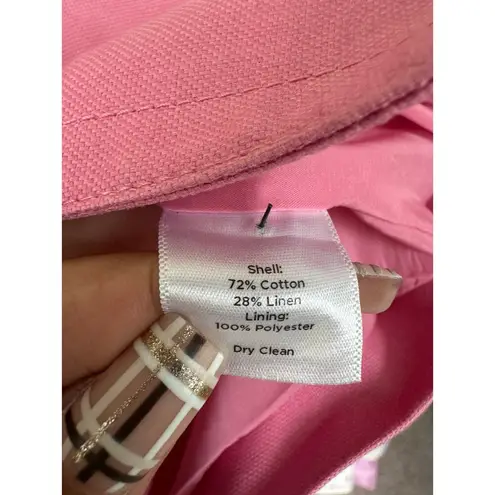 Shell:
72% Cotton
28% Linen
Lining:
100% Polyester
Dry Clean